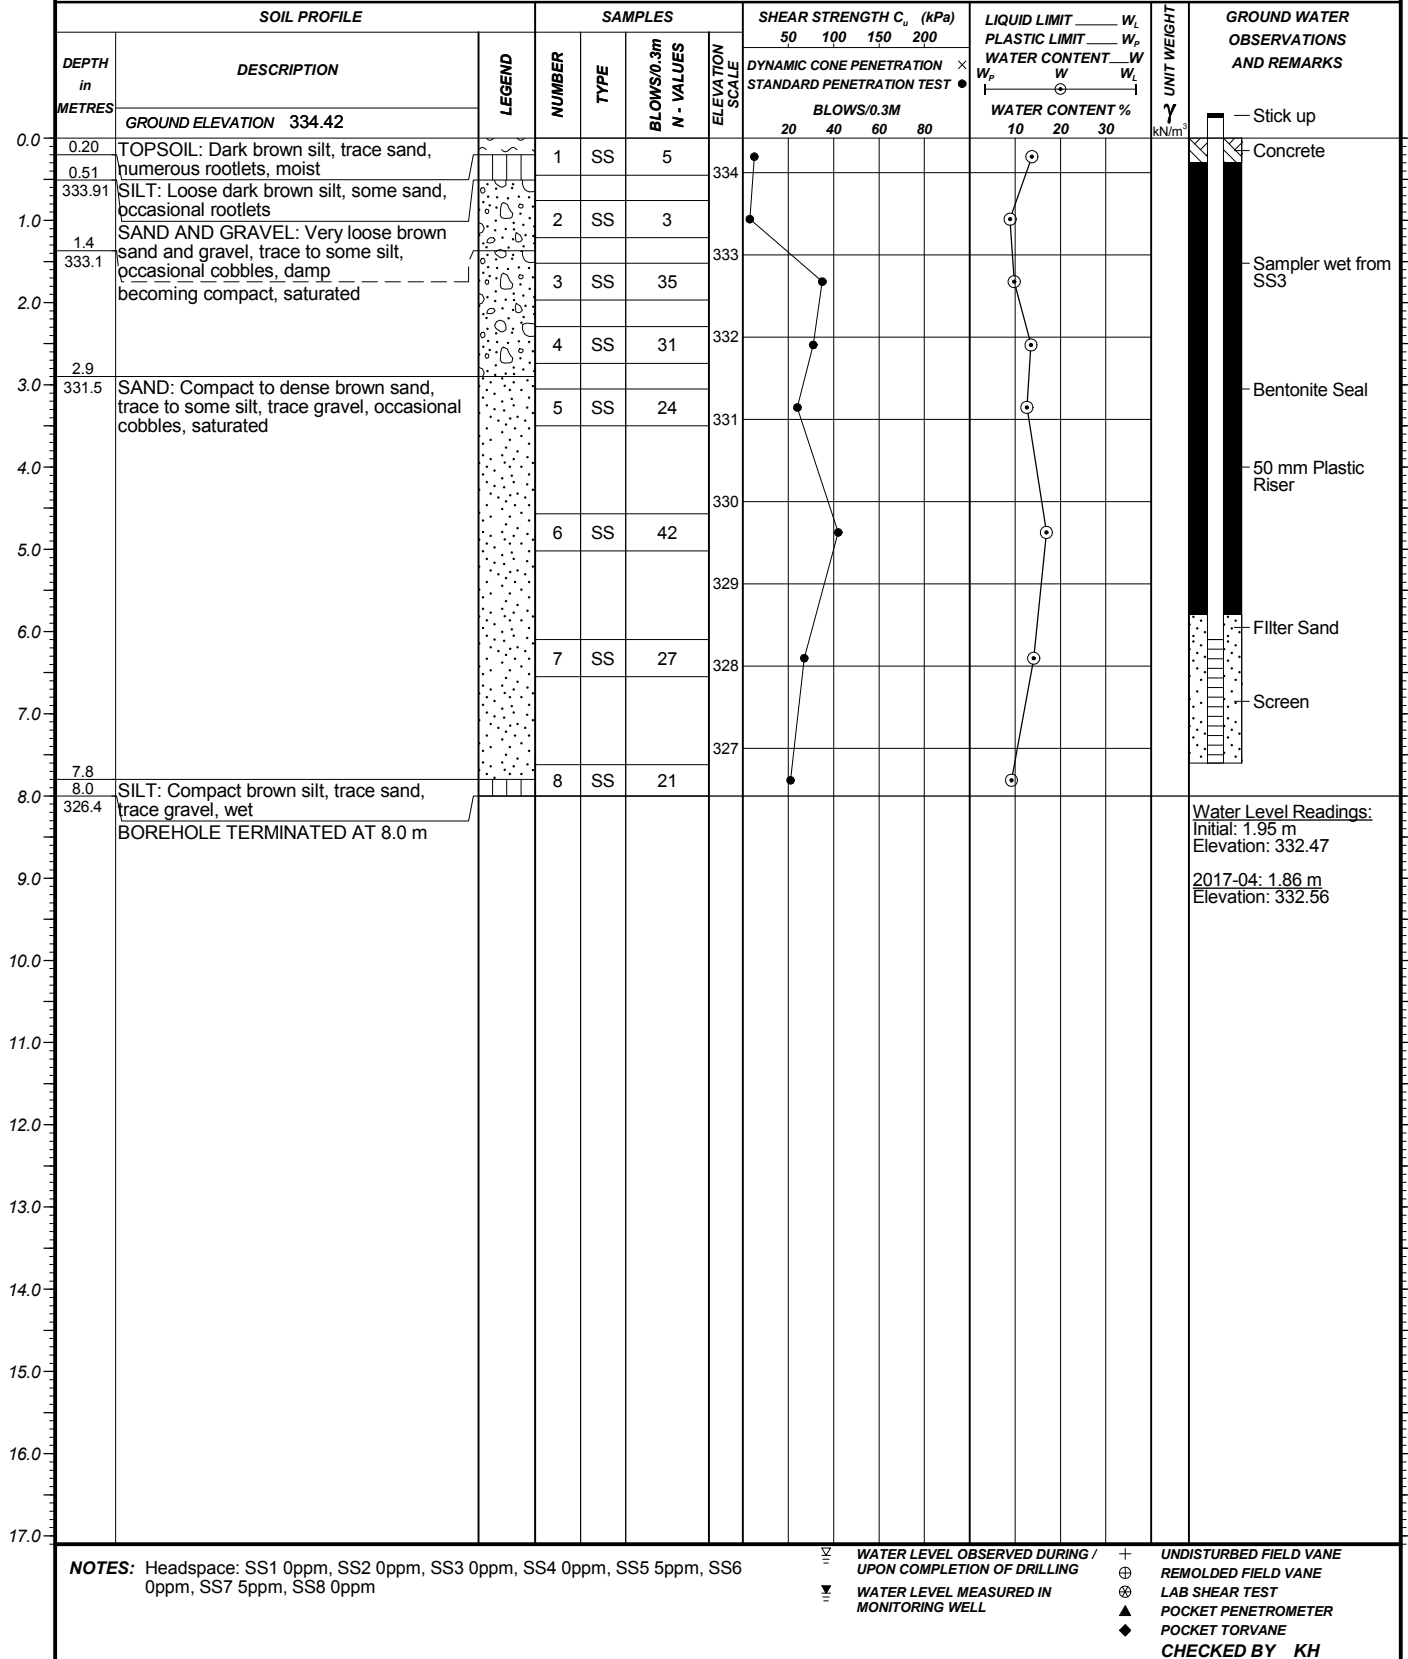 SOIL PROFILE
SAMPLES
SHEAR STRENGTH Cu (kPa)
50 100 150 200
DYNAMIC CONE PENETRATION ×
STANDARD PENETRATION TEST ●
BLOWS/0.3M
20 40 60 80
LIQUID LIMIT ______ WL
PLASTIC LIMIT _____ WP
WATER CONTENT___ W
WP W WL
WATER CONTENT %
10 20 30
UNIT WEIGHT
γ
kN/m³
GROUND WATER
OBSERVATIONS
AND REMARKS
DEPTH
in
METRES
DESCRIPTION
GROUND ELEVATION 334.42
LEGEND
NUMBER
TYPE
BLOWS/0.3m
N - VALUES
ELEVATION
SCALE
0.0
1.0
2.0
3.0
4.0
5.0
6.0
7.0
8.0
9.0
10.0
11.0
12.0
13.0
14.0
15.0
16.0
17.0
0.20
0.51
333.91
1.4
333.1
2.9
331.5
7.8
8.0
326.4
TOPSOIL: Dark brown silt, trace sand,
numerous rootlets, moist
SILT: Loose dark brown silt, some sand,
occasional rootlets
SAND AND GRAVEL: Very loose brown
sand and gravel, trace to some silt,
occasional cobbles, damp
becoming compact, saturated
SAND: Compact to dense brown sand,
trace to some silt, trace gravel, occasional
cobbles, saturated
SILT: Compact brown silt, trace sand,
trace gravel, wet
BOREHOLE TERMINATED AT 8.0 m
1 SS 5
2 SS 3
3 SS 35
4 SS 31
5 SS 24
6 SS 42
7 SS 27
8 SS 21
334
333
332
331
330
329
328
327
Stick up
Concrete
Sampler wet from
SS3
Bentonite Seal
50 mm Plastic
Riser
FIlter Sand
Screen
Water Level Readings:
Initial: 1.95 m
Elevation: 332.47
2017-04: 1.86 m
Elevation: 332.56
NOTES: Headspace: SS1 0ppm, SS2 0ppm, SS3 0ppm, SS4 0ppm, SS5 5ppm, SS6
0ppm, SS7 5ppm, SS8 0ppm
WATER LEVEL OBSERVED DURING /
UPON COMPLETION OF DRILLING
WATER LEVEL MEASURED IN
MONITORING WELL
UNDISTURBED FIELD VANE
REMOLDED FIELD VANE
LAB SHEAR TEST
POCKET PENETROMETER
POCKET TORVANE
CHECKED BY KH